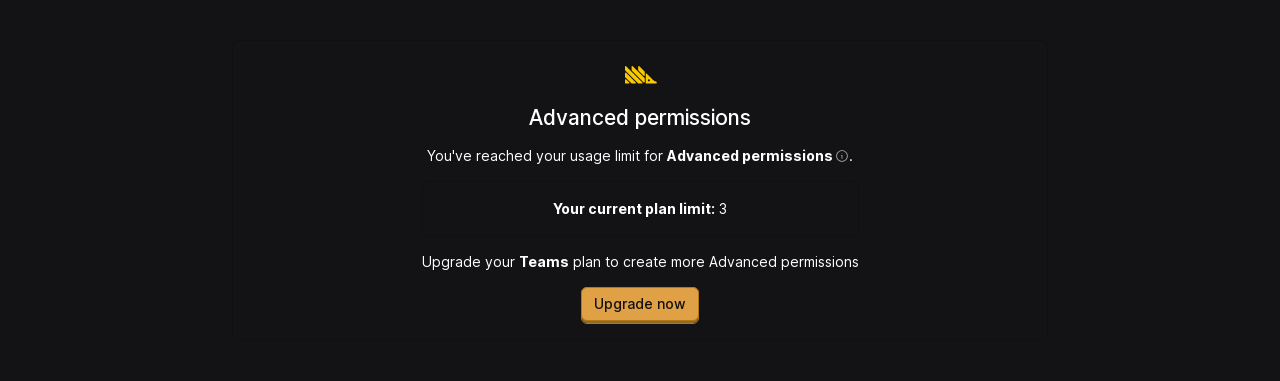 Advanced permissions
You've reached your usage limit for Advanced permissions.
Your current plan limit: 3
Upgrade your Teams plan to create more Advanced permissions
Upgrade now